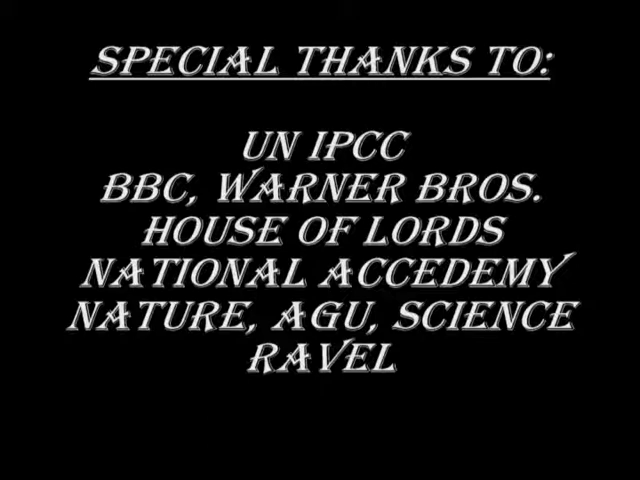 SPECIAL THANKS TO:
UN IPCC
BBC, WARNER BROS.
HOUSE OF LORDS
NATIONAL ACCEDEMY
NATURE, AGU, SCIENCE
RAVEL